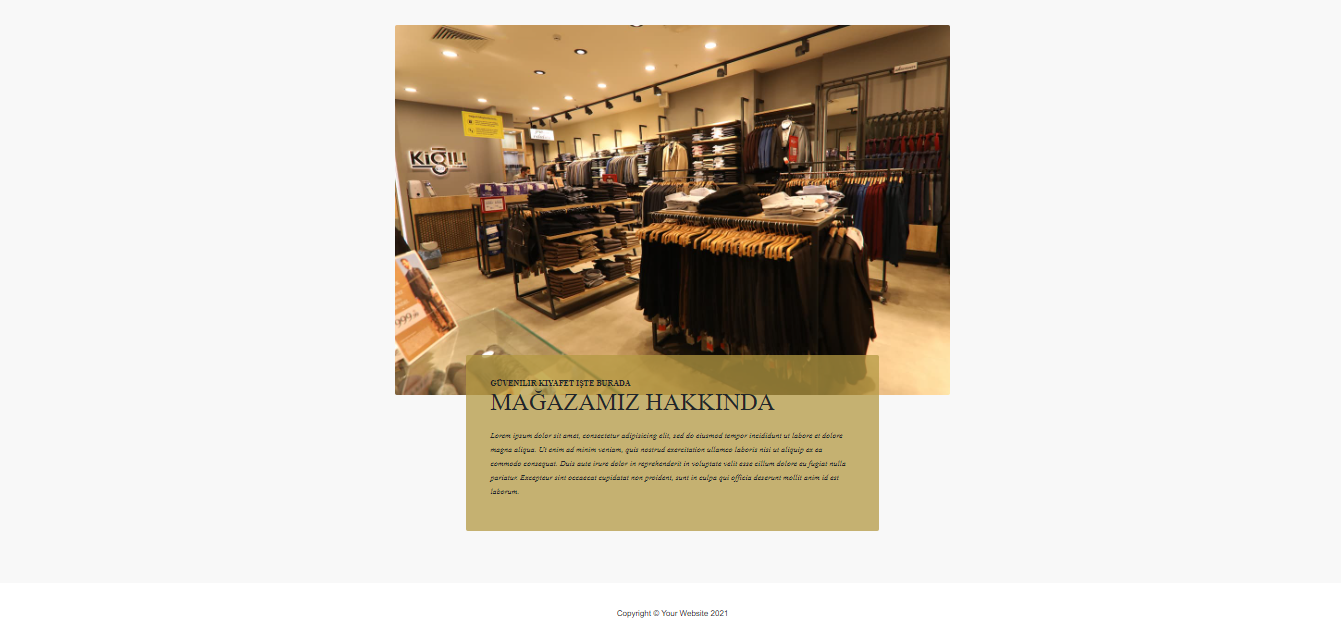 KiĞILI
999
GÜVENILIR KIYAFET IŞTE BURADA
MAĞAZAMIZ HAKKINDA
Lorem ipsum dolor sit amet, consectetur adipisicing elit, sed do eiusmod tempor incididunt ut labore et dolore
magna aliqua. Ut enim ad minim veniam, quis nostrud exercitation ullamco laboris nisi ut aliquip ex ea
commodo consequat. Duis aute irure dolor in reprehenderit in voluptate velit esse cillum dolore eu fugiat nulla
pariatur. Excepteur sint occaecat cupidatat non proident, sunt in culpa qui officia deserunt mollit anim id est
laborum.
Copyright © Your Website 2021